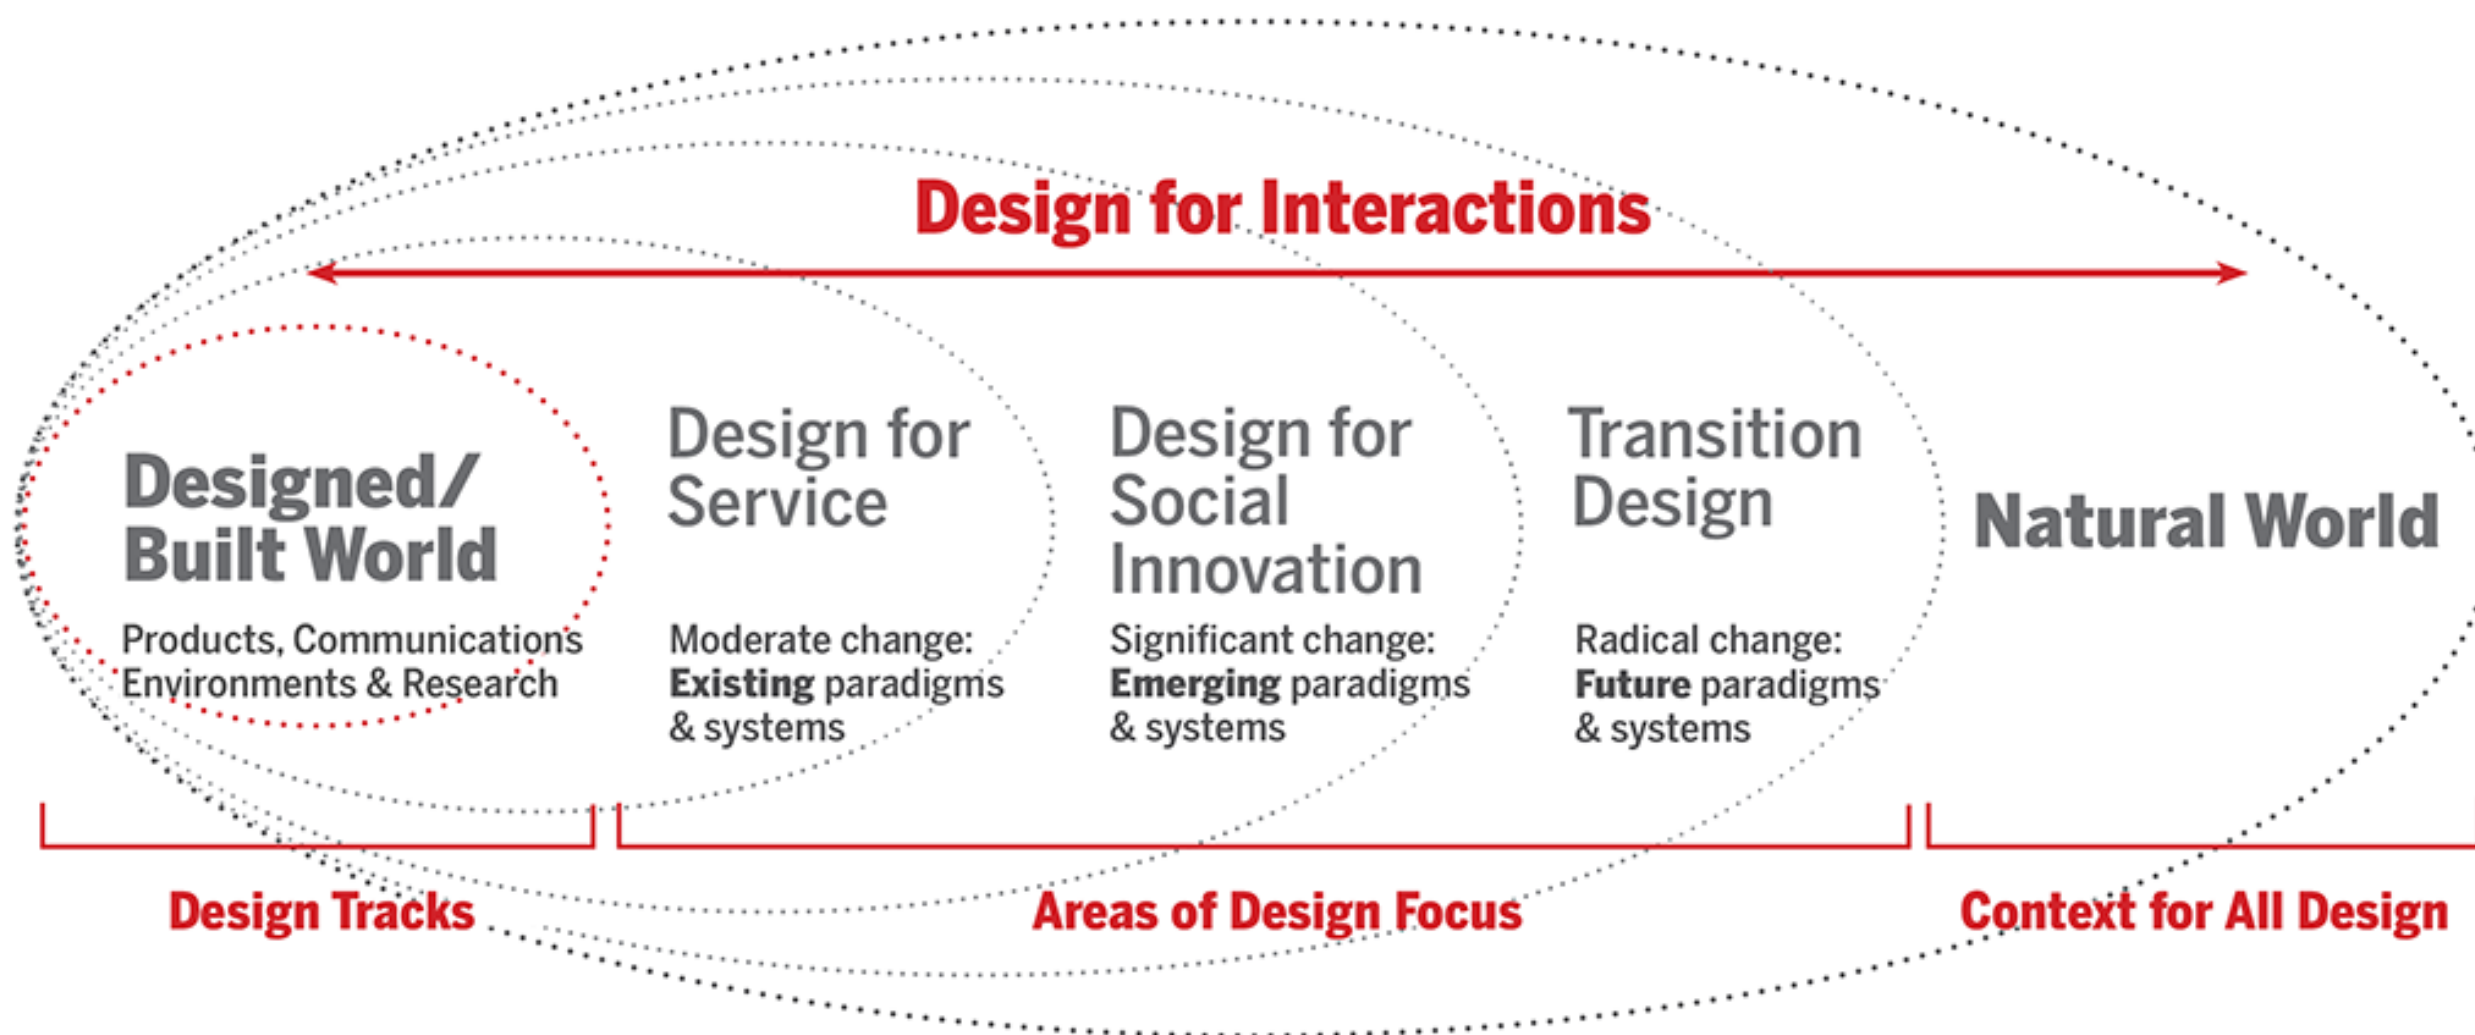 Design for Interactions
Designed/
Built World
Products, Communications
Environments & Research
Design for
Service
Moderate change:
Existing paradigms
& systems
Design for
Social
Innovation
Significant change:
Emerging paradigms
& systems
Transition
Design
Radical change:
Future paradigms
& systems
Natural World
Design Tracks
Areas of Design Focus
Context for All Design